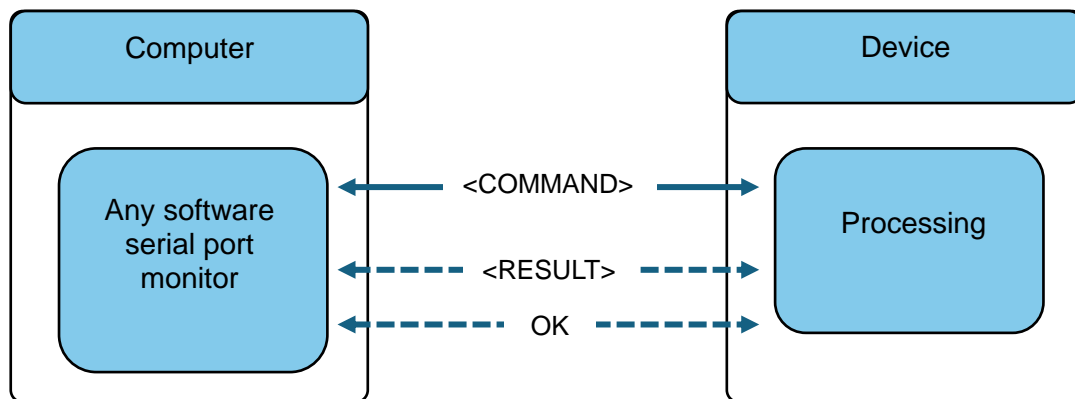 Computer
Device
<COMMAND>
Any software
serial port
monitor
Processing
<RESULT>
OK